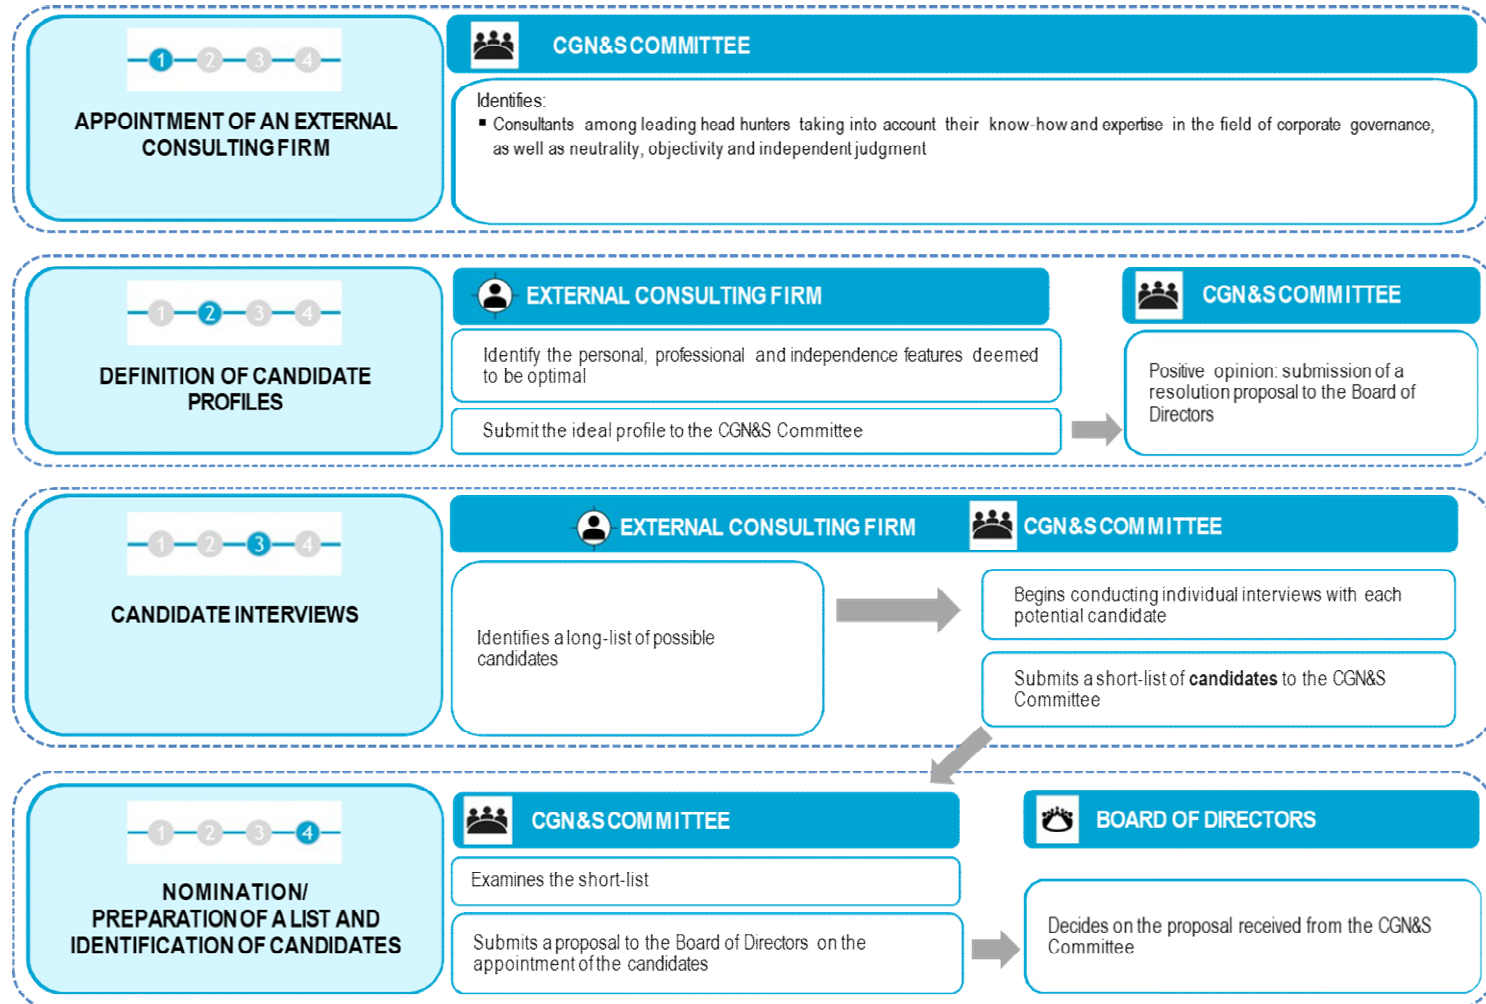 1 2 3 4
APPOINTMENT OF AN EXTERNAL
CONSULTING FIRM
CGN&S COMMITTEE
Identifies:
▪ Consultants among leading head hunters taking into account their know-how and expertise in the field of corporate governance,
as well as neutrality, objectivity and independent judgment
1 2 3 4
DEFINITION OF CANDIDATE
PROFILES
EXTERNAL CONSULTING FIRM
Identify the personal, professional and independence features deemed
to be optimal
Submit the ideal profile to the CGN&S Committee
CGN&S COMMITTEE
Positive opinion: submission of a
resolution proposal to the Board of
Directors
1 2 3 4
CANDIDATE INTERVIEWS
EXTERNAL CONSULTING FIRM
CGN&S COMMITTEE
Identifies a long-list of possible
candidates
Begins conducting individual interviews with each
potential candidate
Submits a short-list of candidates to the CGN&S
Committee
1 2 3 4
NOMINATION/
PREPARATION OF A LIST AND
IDENTIFICATION OF CANDIDATES
CGN&S COMMITTEE
Examines the short-list
Submits a proposal to the Board of Directors on the
appointment of the candidates
BOARD OF DIRECTORS
Decides on the proposal received from the CGN&S
Committee